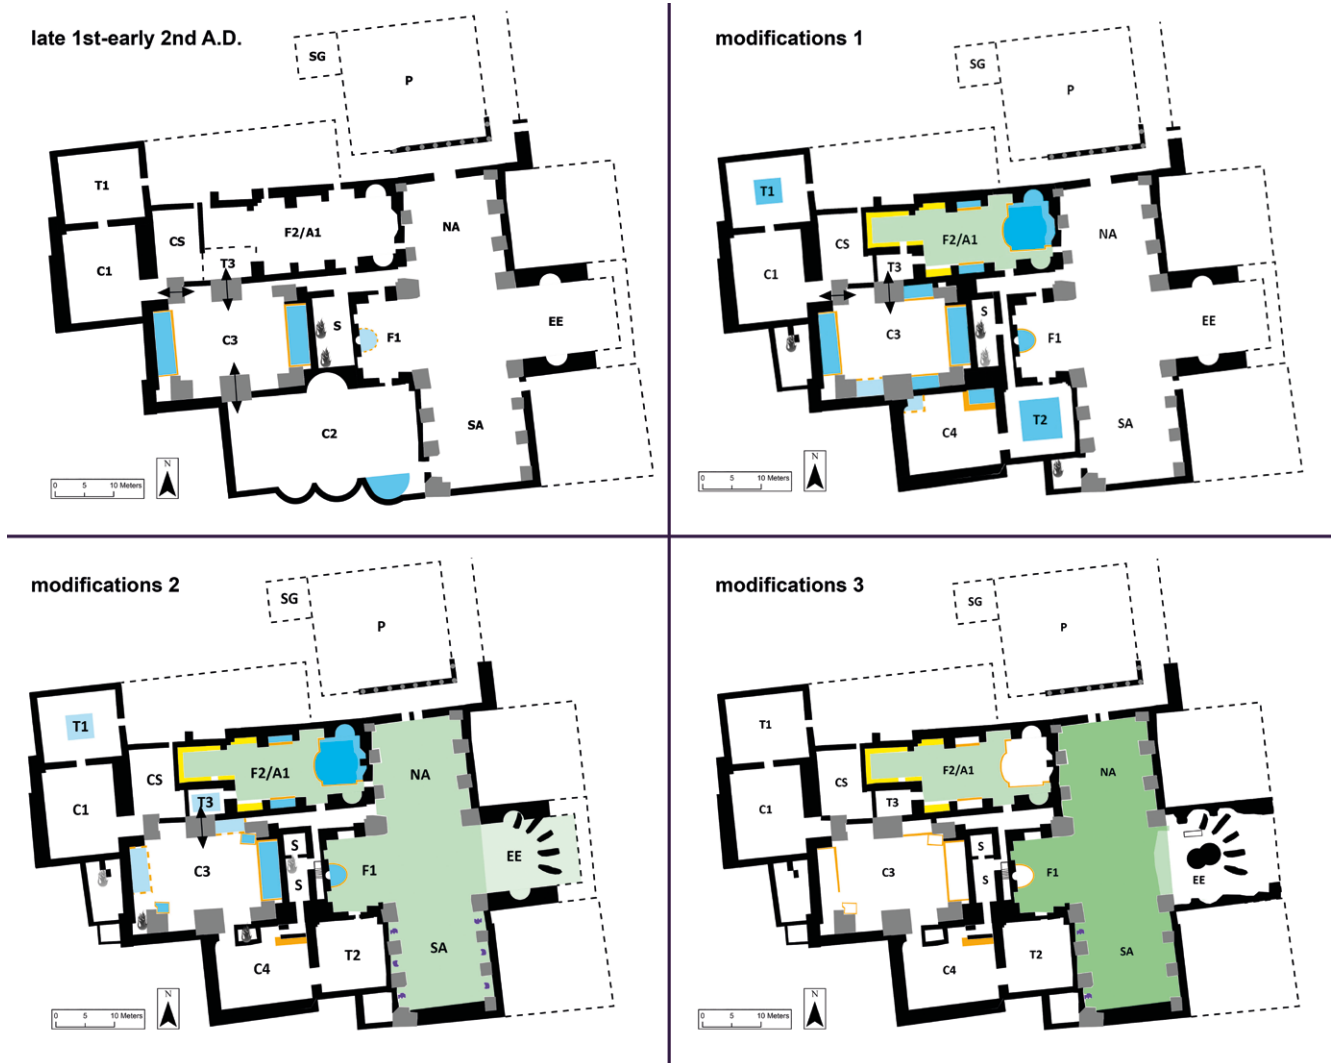 late 1st-early 2nd A.D.
SG
P
T1
CS
F2/A1
NA
C1
T3
C3
S
F1
EE
C2
SA
0 5 10 Meters
N
modifications 1
SG
P
T1
CS
F2/A1
NA
C1
T3
C3
S
F1
EE
C4
T2
SA
0 5 10 Meters
N
modifications 2
SG
P
T1
CS
F2/A1
NA
C1
T3
C3
S
S
F1
EE
C4
T2
SA
0 5 10 Meters
N
modifications 3
SG
P
T1
CS
F2/A1
NA
C1
T3
C3
S
S
F1
EE
C4
T2
SA
0 5 10 Meters
N